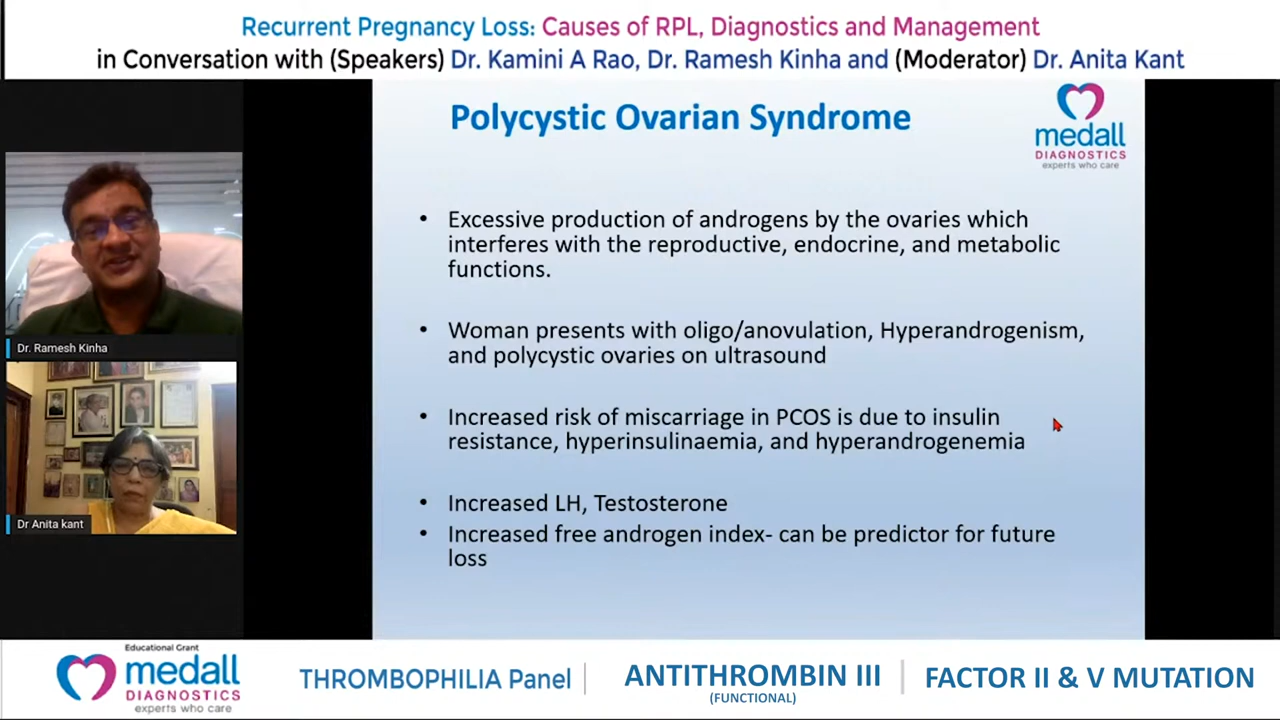 Recurrent Pregnancy Loss: Causes of RPL, Diagnostics and Management
in Conversation with (Speakers) Dr. Kamini A Rao, Dr. Ramesh Kinha and (Moderator) Dr. Anita Kant
Polycystic Ovarian Syndrome
medall
DIAGNOSTICS
experts who care
• Excessive production of androgens by the ovaries which
interferes with the reproductive, endocrine, and metabolic
functions.
• Woman presents with oligo/anovulation, Hyperandrogenism,
and polycystic ovaries on ultrasound
• Increased risk of miscarriage in PCOS is due to insulin
resistance, hyperinsulinaemia, and hyperandrogenemia
• Increased LH, Testosterone
• Increased free androgen index- can be predictor for future
loss
Dr. Ramesh Kinha
Dr Anita kant
Educational Grant
medall
DIAGNOSTICS
experts who care
THROMBOPHILIA Panel
ANTITHROMBIN III
(FUNCTIONAL)
FACTOR II & V MUTATION